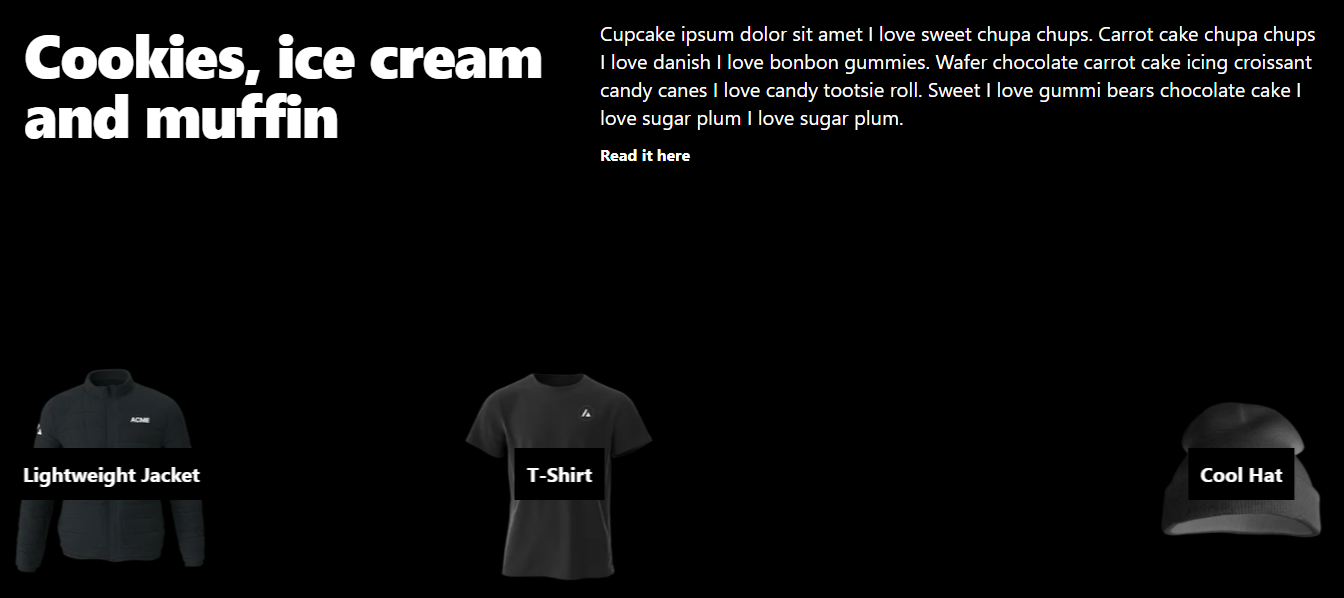 Cookies, ice cream
and muffin
Cupcake ipsum dolor sit amet I love sweet chupa chups. Carrot cake chupa chups
I love danish I love bonbon gummies. Wafer chocolate carrot cake icing croissant
candy canes I love candy tootsie roll. Sweet I love gummi bears chocolate cake I
love sugar plum I love sugar plum.
Read it here
ACME
Lightweight Jacket
T-Shirt
Cool Hat